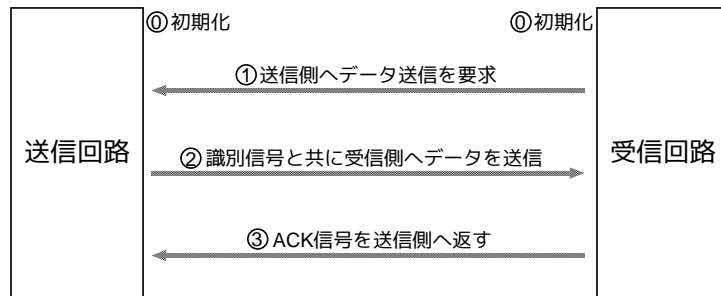 ⓪初期化
⓪初期化
①送信側へデータ送信を要求
送信回路
②識別信号と共に受信側へデータを送信
受信回路
③ACK信号を送信側へ返す